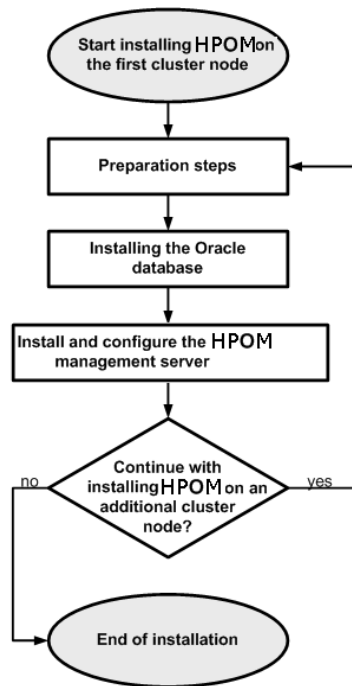 Start installing HPOM on
the first cluster node
Preparation steps
Installing the Oracle
database
Install and configure the HPOM
management server
Continue with
installing HPOM on an
additional cluster
node?
no
yes
End of installation